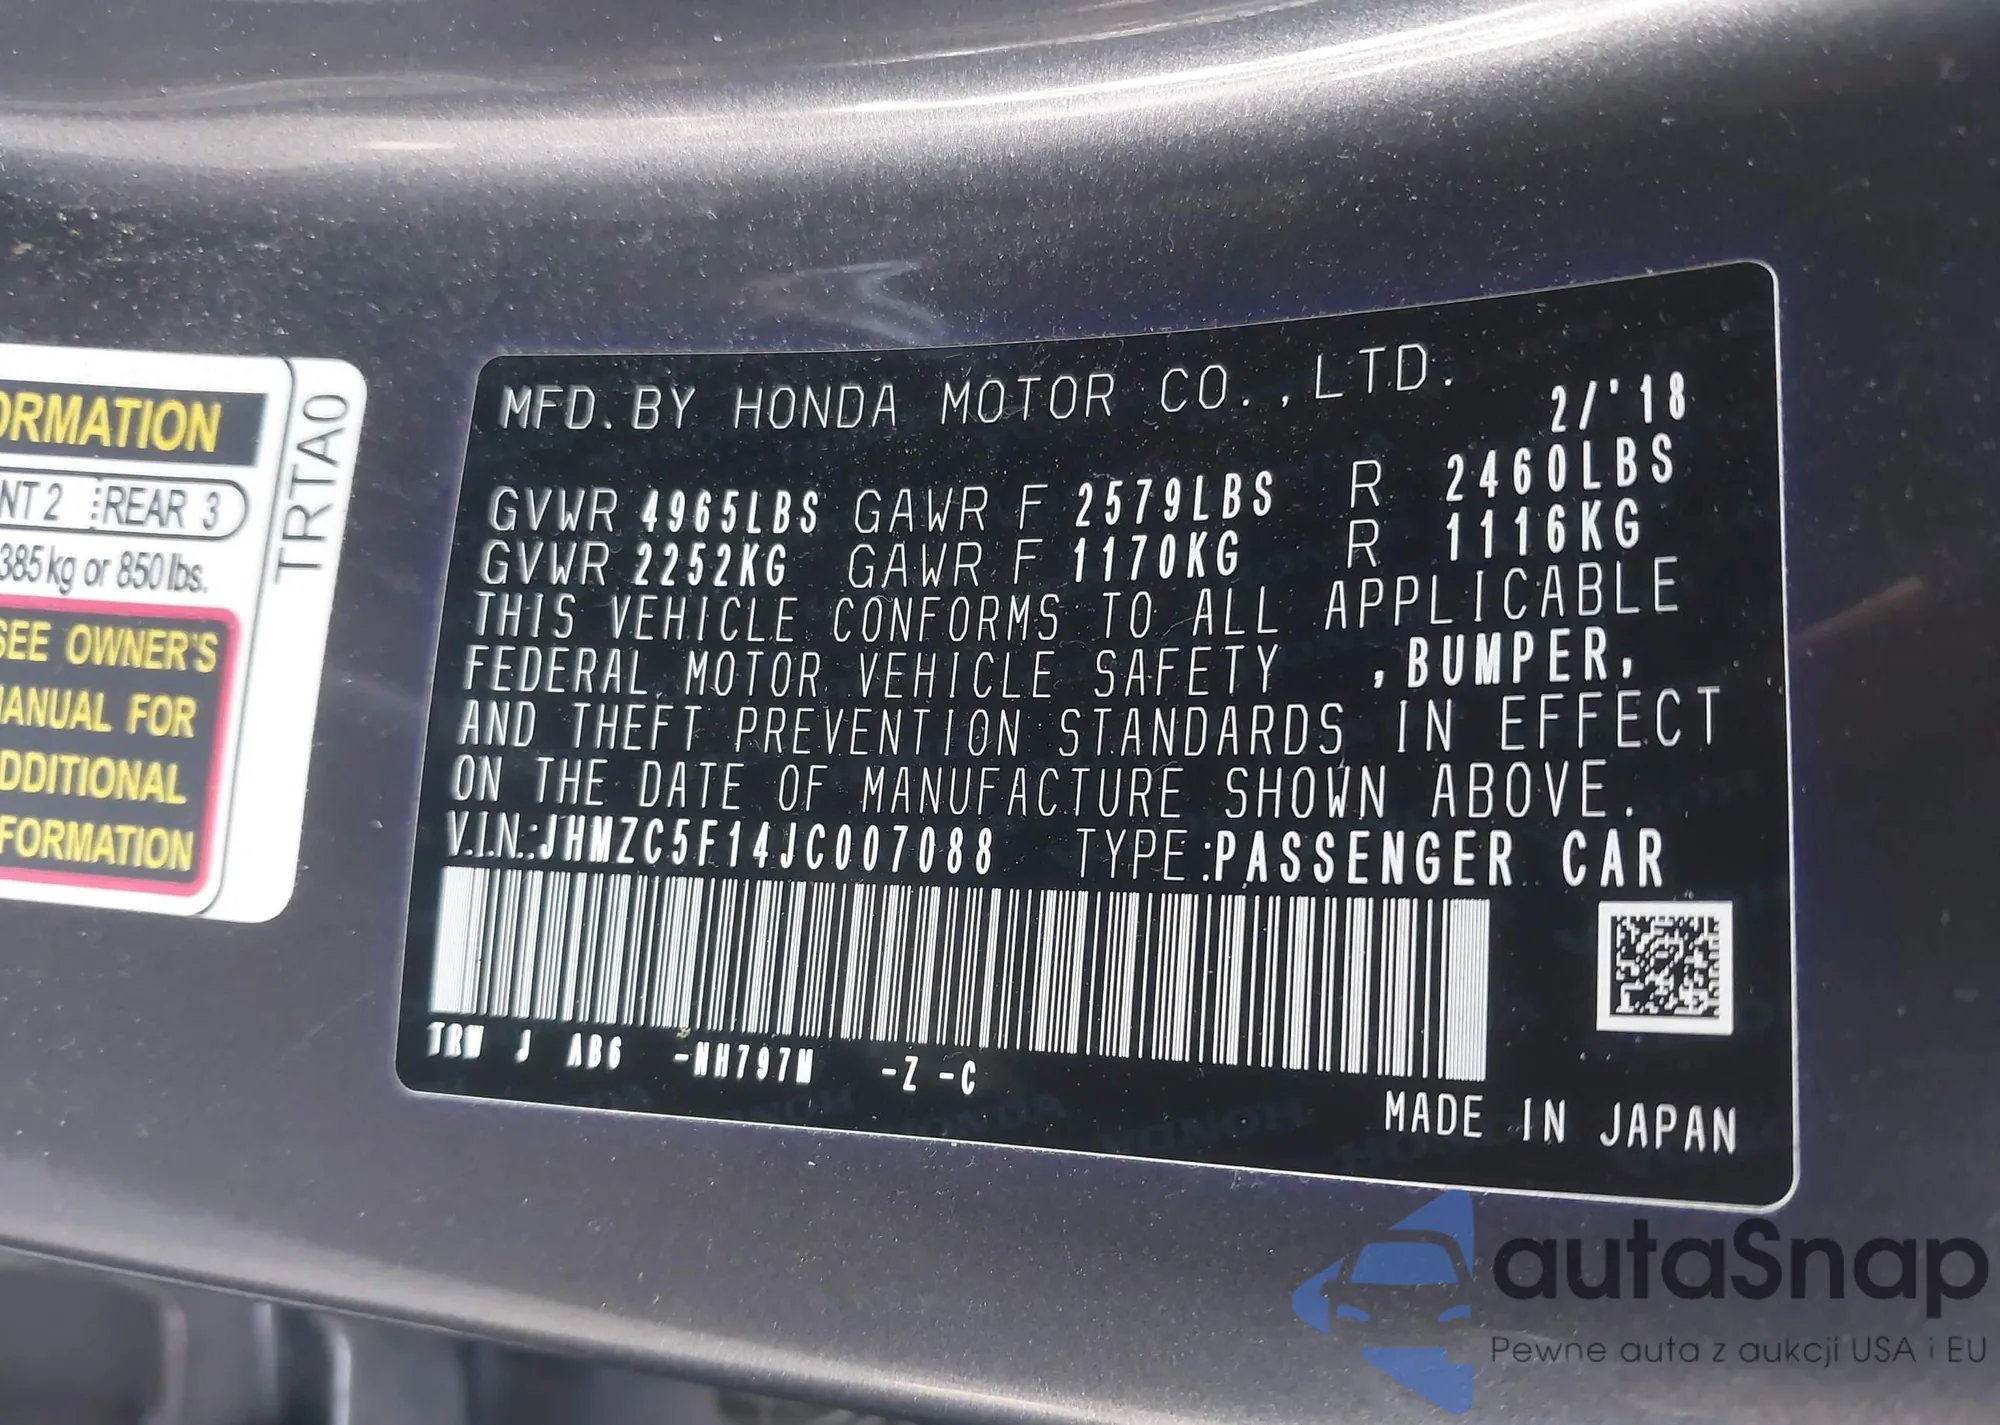 ORMATION
NT 2 REAR 3
385 kg or 850 lbs.
SEE OWNER'S
MANUAL FOR
DDITIONAL
FORMATION
TRTA0
MFD. BY HONDA MOTOR CO., LTD.
2/'18
GVWR 4965LBS GAWR F 2579LBS R 2460LBS
GVWR 2252KG GAWR F 1170KG R 1116KG
THIS VEHICLE CONFORMS TO ALL APPLICABLE
FEDERAL MOTOR VEHICLE SAFETY ,BUMPER,
AND THEFT PREVENTION STANDARDS IN EFFECT
ON THE DATE OF MANUFACTURE SHOWN ABOVE.
V.I.N.:JHMZC5F14JC007088 TYPE:PASSENGER CAR
TRW J AB6 -NH797M -Z -C
MADE IN JAPAN
autaSnap
Pewne auta z aukcji USA i EU